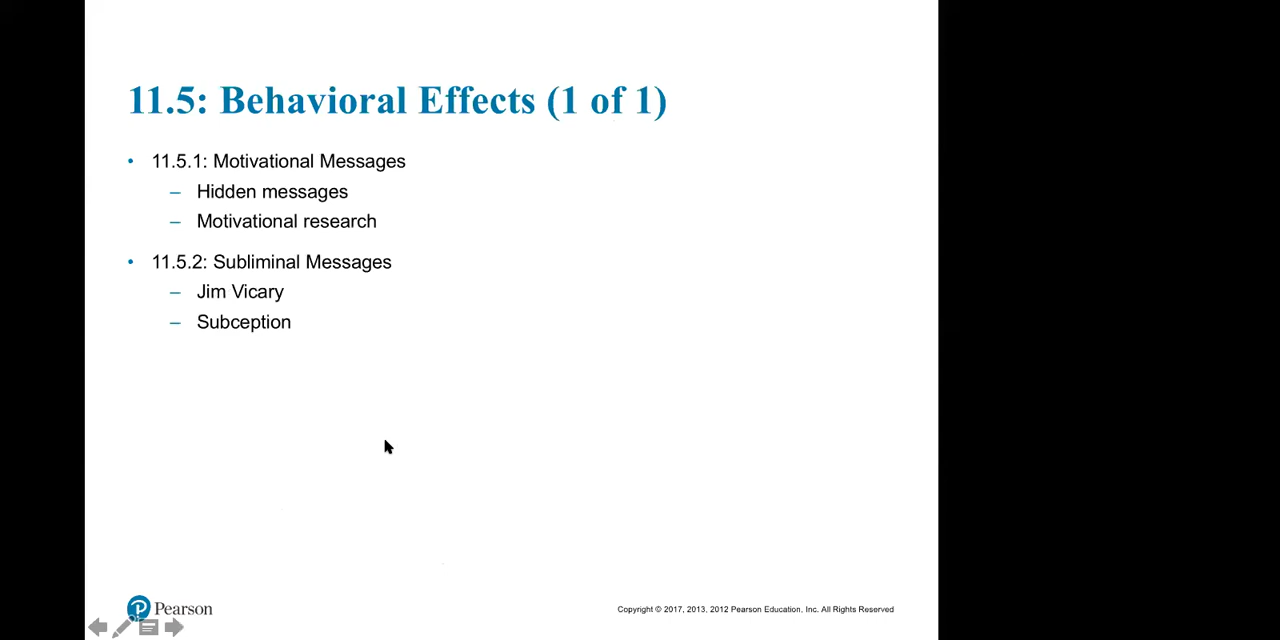 11.5: Behavioral Effects (1 of 1)
• 11.5.1: Motivational Messages
– Hidden messages
– Motivational research
• 11.5.2: Subliminal Messages
– Jim Vicary
– Subception
Pearson
Copyright © 2017, 2013, 2012 Pearson Education, Inc. All Rights Reserved